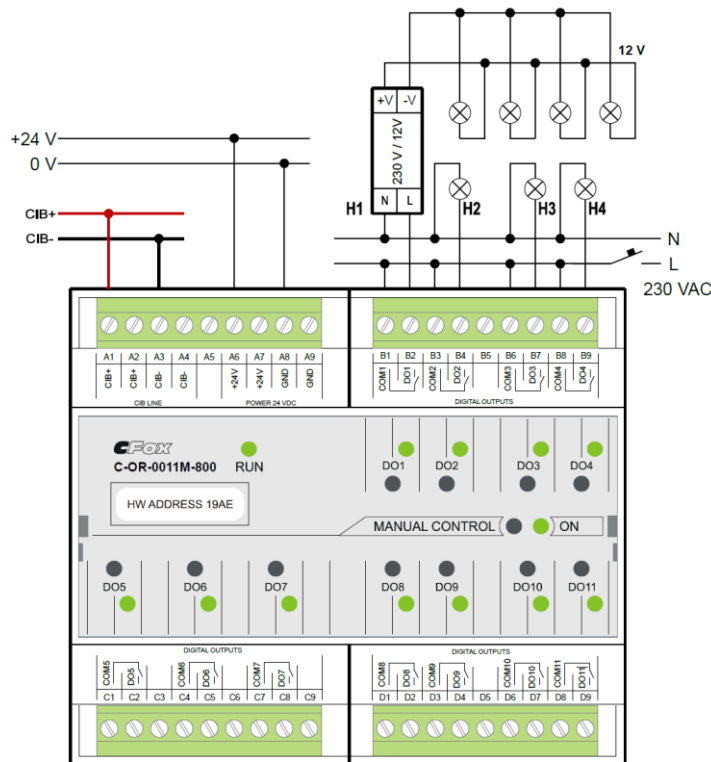 12 V
+V -V
230 V / 12V
N L
+24 V
0 V
CIB+
CIB-
H1 H2 H3 H4
N
L
230 VAC
A1 A2 A3 A4 A5 A6 A7 A8 A9
CIB+ CIB+ CIB- CIB- +24V +24V GND GND
CIB LINE POWER 24 VDC
B1 B2 B3 B4 B5 B6 B7 B8 B9
COM1 DO1 COM2 DO2 COM3 DO3 COM4 DO4
DIGITAL OUTPUTS
CFox
C-OR-0011M-800 RUN
HW ADDRESS 19AE
DO1 DO2 DO3 DO4
MANUAL CONTROL ON
DO5 DO6 DO7 DO8 DO9 DO10 DO11
DIGITAL OUTPUTS
COM5 DO5 COM6 DO6 COM7 DO7
C1 C2 C3 C4 C5 C6 C7 C8 C9
DIGITAL OUTPUTS
COM8 DO8 COM9 DO9 COM10 DO10 COM11 DO11
D1 D2 D3 D4 D5 D6 D7 D8 D9